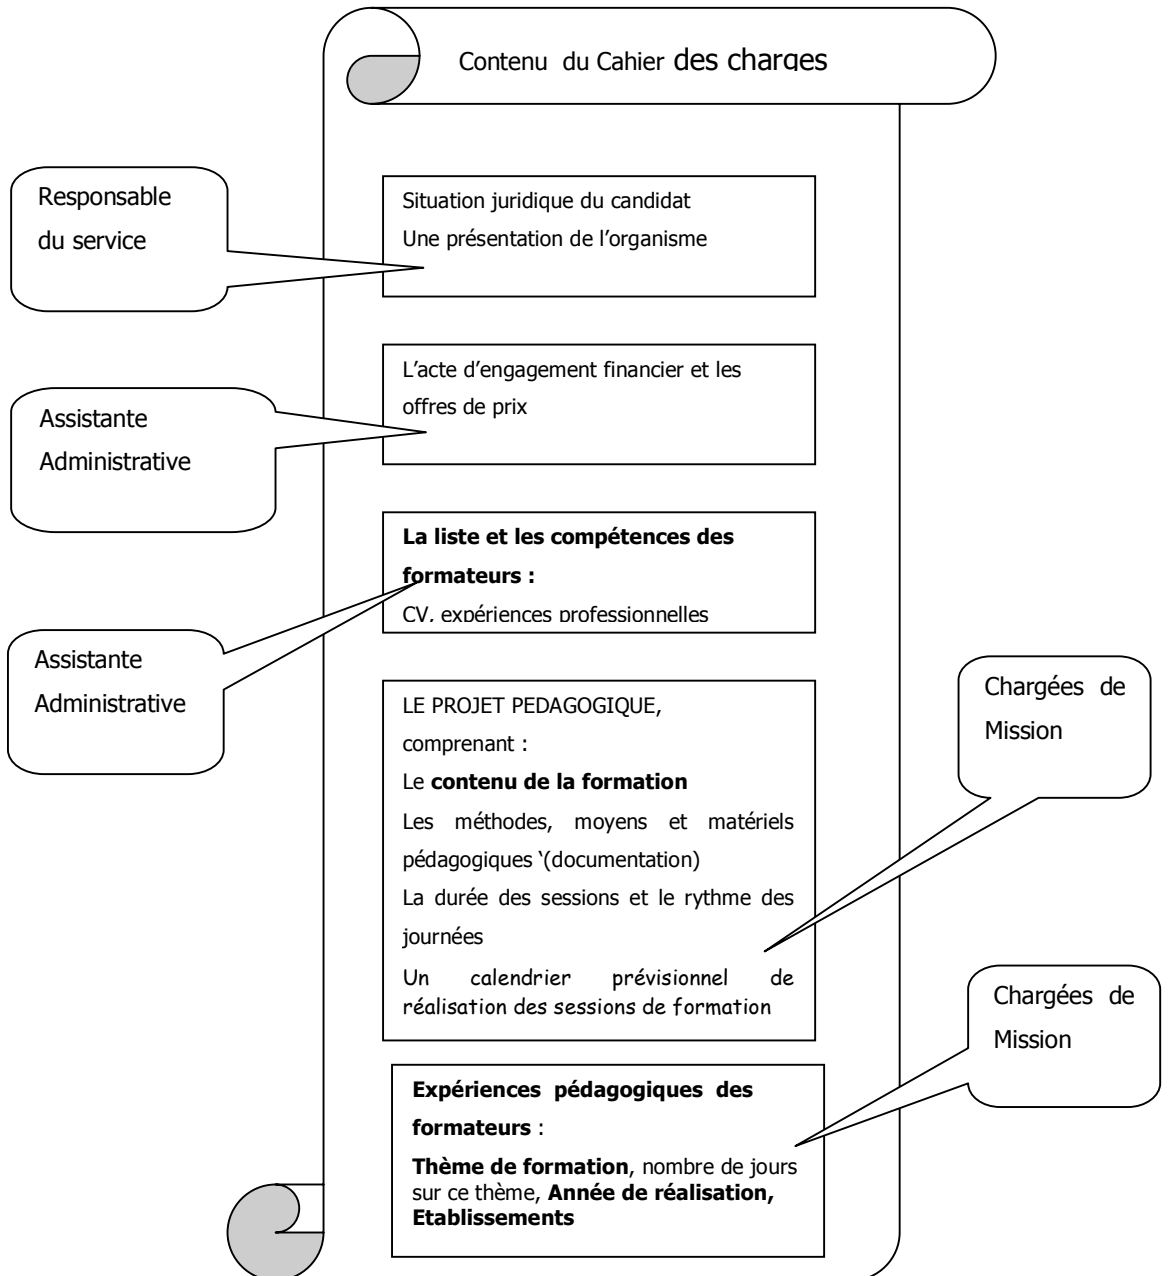 Contenu du Cahier des charges
Responsable
du service
Situation juridique du candidat
Une présentation de l’organisme
L’acte d’engagement financier et les
offres de prix
Assistante
Administrative
La liste et les compétences des
formateurs :
CV, expériences professionnelles
Assistante
Administrative
LE PROJET PEDAGOGIQUE,
comprenant :
Le contenu de la formation
Les méthodes, moyens et matériels
pédagogiques ‘(documentation)
La durée des sessions et le rythme des
journées
Un calendrier prévisionnel de
réalisation des sessions de formation
Chargées de
Mission
Expériences pédagogiques des
formateurs :
Thème de formation, nombre de jours
sur ce thème, Année de réalisation,
Etablissements
Chargées de
Mission